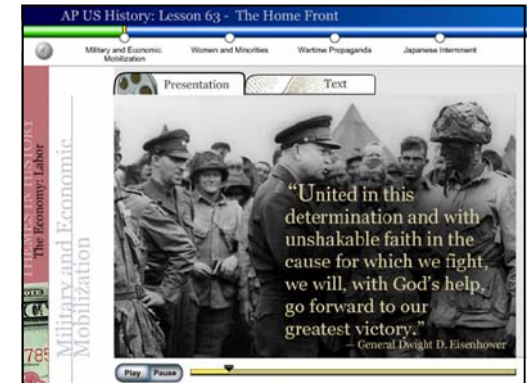 AP US History: Lesson 63 - The Home Front
Military and Economic
Mobilization
Women and Minorities
Wartime Propaganda
Japanese Internment
Presentation
Text
THEMES IN HISTORY
The Economy: Labor
Military and Economic
Mobilization
“United in this
determination and with
unshakable faith in the
cause for which we fight,
we will, with God's help,
go forward to our
greatest victory.”
— General Dwight D. Eisenhower
Play
Pause